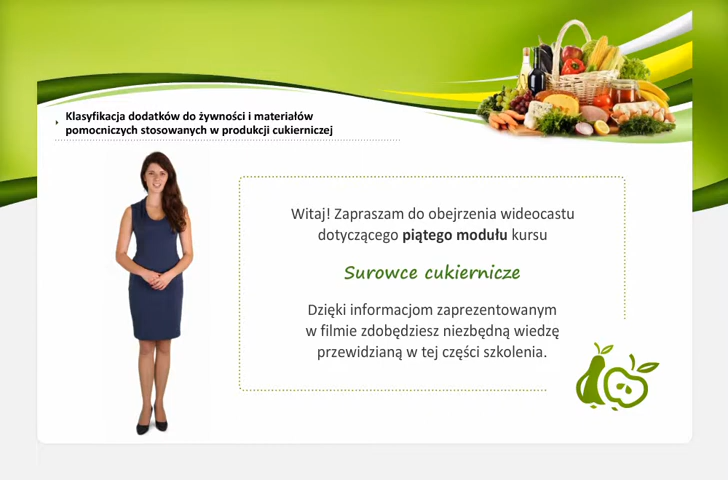 Klasyfikacja dodatków do żywności i materiałów
pomocniczych stosowanych w produkcji cukierniczej
Witaj! Zapraszam do obejrzenia wideocastu
dotyczącego piątego modułu kursu
Surowce cukiernicze
Dzięki informacjom zaprezentowanym
w filmie zdobędziesz niezbędną wiedzę
przewidzianą w tej części szkolenia.